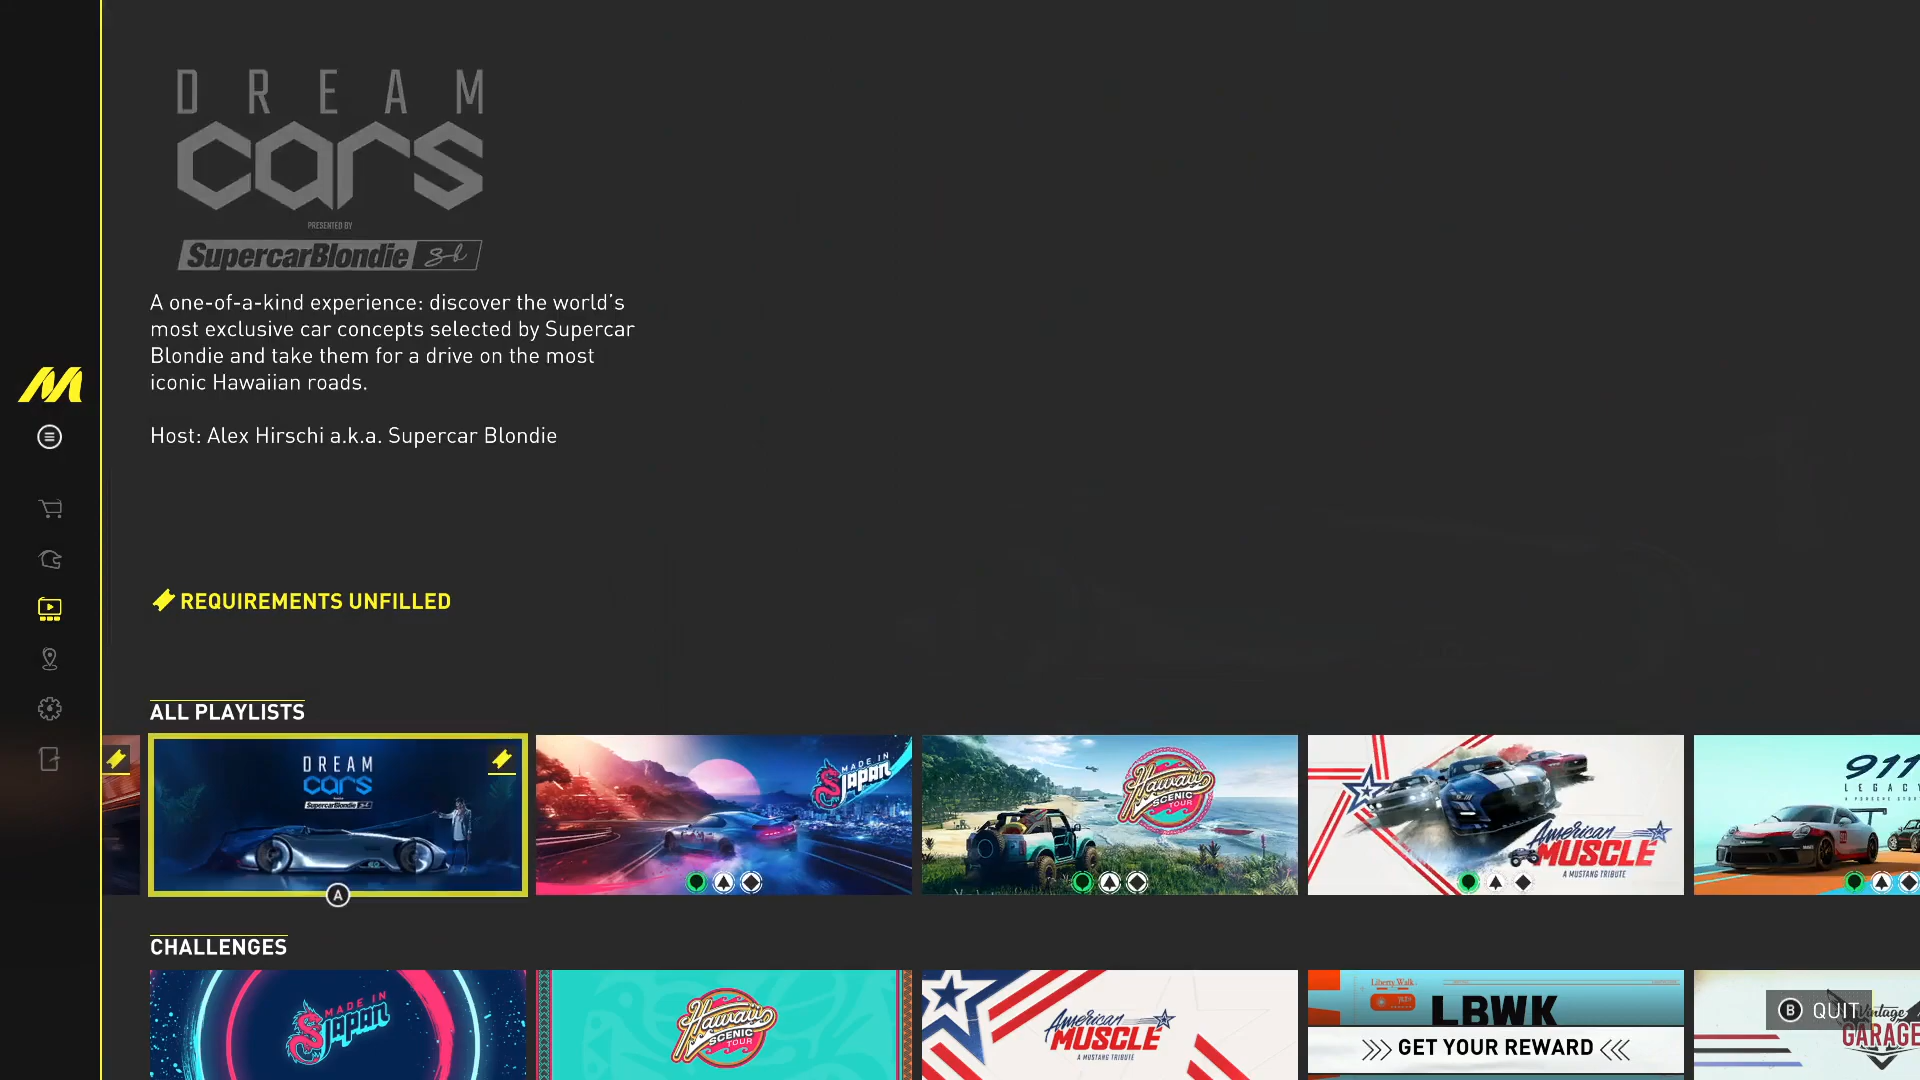 DREAM
cars
PRESENTED BY
SupercarBlondie sb
A one-of-a-kind experience: discover the world's
most exclusive car concepts selected by Supercar
Blondie and take them for a drive on the most
iconic Hawaiian roads.
Host: Alex Hirschi a.k.a. Supercar Blondie
REQUIREMENTS UNFILLED
ALL PLAYLISTS
DREAM
cars
SupercarBlondie
A
MADE IN
JAPAN
Hawaii
SCENIC
TOUR
American
MUSCLE
A MUSTANG TRIBUTE
911
LEGACY
CHALLENGES
MADE IN
JAPAN
Hawaii
SCENIC
TOUR
American
MUSCLE
A MUSTANG TRIBUTE
Liberty Walk
LBWK
GET YOUR REWARD
B QUIT
Vintage
GARAGE